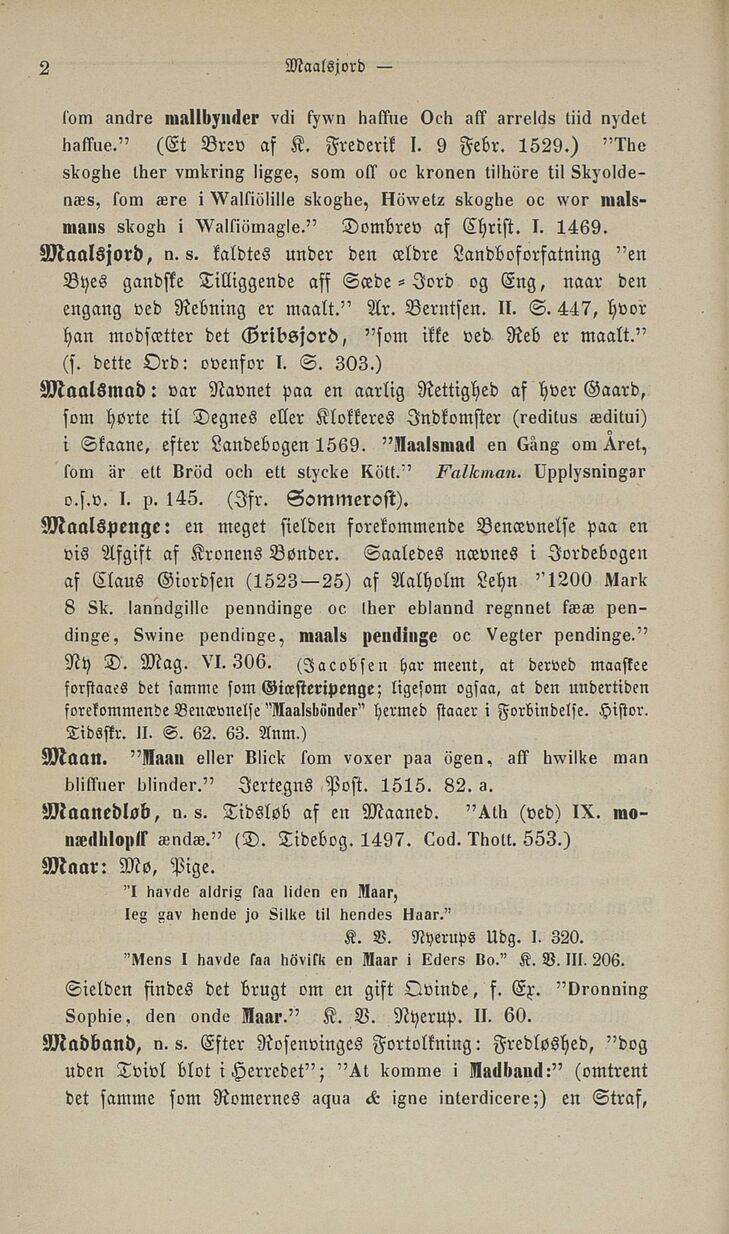 2 Maalsjord —
som andre mallbynder vdi fywn haffue Och aff arrelds tiid nydet
haffue." (Et Brev af K. Frederik I. 9 Febr. 1529.) "The
skoghe ther vmkring ligge, som off oc kronen tilhöre til Skyolde-
næs, som ære i Walsiölille skoghe, Höwetz skoghe oc wor mals-
mans skogh i Walsiömagle." Dombrev af Christ. I. 1469.
Maalsjord, n. s. kaldtes under den ældre Landboforfatning "en
Byes gandske Tilliggende aff Sæde-Jord og Eng, naar den
engang ved Rebning er maalt." Ar. Berntsen. II. S. 447, hvor
han modsætter det Gribsjord, "som ikke ved Reb er maalt."
(s. dette Ord: ovenfor I. S. 303.)
Maalsmad: var Navnet paa en aarlig Rettighed af hver Gaard,
som hørte til Degnes eller Klokkeres Indkomster (reditus æditui)
i Skaane, efter Landebogen 1569. "Maalsmad en Gång om Året,
som är ett Bröd och ett stycke Kött." Falkman. Upplysningar
o.s.v. I. p. 145. (Jfr. Sommerost).
Maalspenge: en meget sielden forekommende Benævnelse paa en
vis Afgift af Kronens Bønder. Saaledes nævnes i Jordebogen
af Claus Giordsen (1523—25) af Aalholm Lehn "1200 Mark
8 Sk. lanndgille penndinge oc ther eblannd regnnet fææ pen-
dinge, Swine pendinge, maals pendinge oc Vegter pendinge."
Ny D. Mag. VI. 306. (Jacobsen har meent, at derved maaskee
forstaaes det samme som Giæsteripenge; ligesom ogsaa, at den undertiden
forekommende Benævnelse "Maalsbönder" hermed staaer i Forbindelse. Histor.
Tidsskr. II. S. 62. 63. Anm.)
Maan. "Maan eller Blick som voxer paa ögen, aff hwilke man
bliffuer blinder." Jertegns Post. 1515. 82. a.
Maanedløb, n. s. Tidsløb af en Maaned. "Ath (ved) IX. mo-
nædhlopff ændæ." (D. Tidebog. 1497. Cod. Thott. 553.)
Maar: Mø, Pige.
"I havde aldrig saa liden en Maar,
Ieg gav hende jo Silke til hendes Haar."
K. V. Nyerups Udg. I. 320.
"Mens I havde saa hövisk en Maar i Eders Bo." K. V. III. 206.
Sielden findes det brugt om en gift Qvinde, f. Ex. "Dronning
Sophie, den onde Maar." K. V. Nyerup. II. 60.
Madband, n. s. Efter Rosenvinges Fortolkning: Fredløshed, "dog
uden Tvivl blot i Herredet"; "At komme i Madband:" (omtrent
det samme som Romernes aqua & igne interdicere;) en Straf,